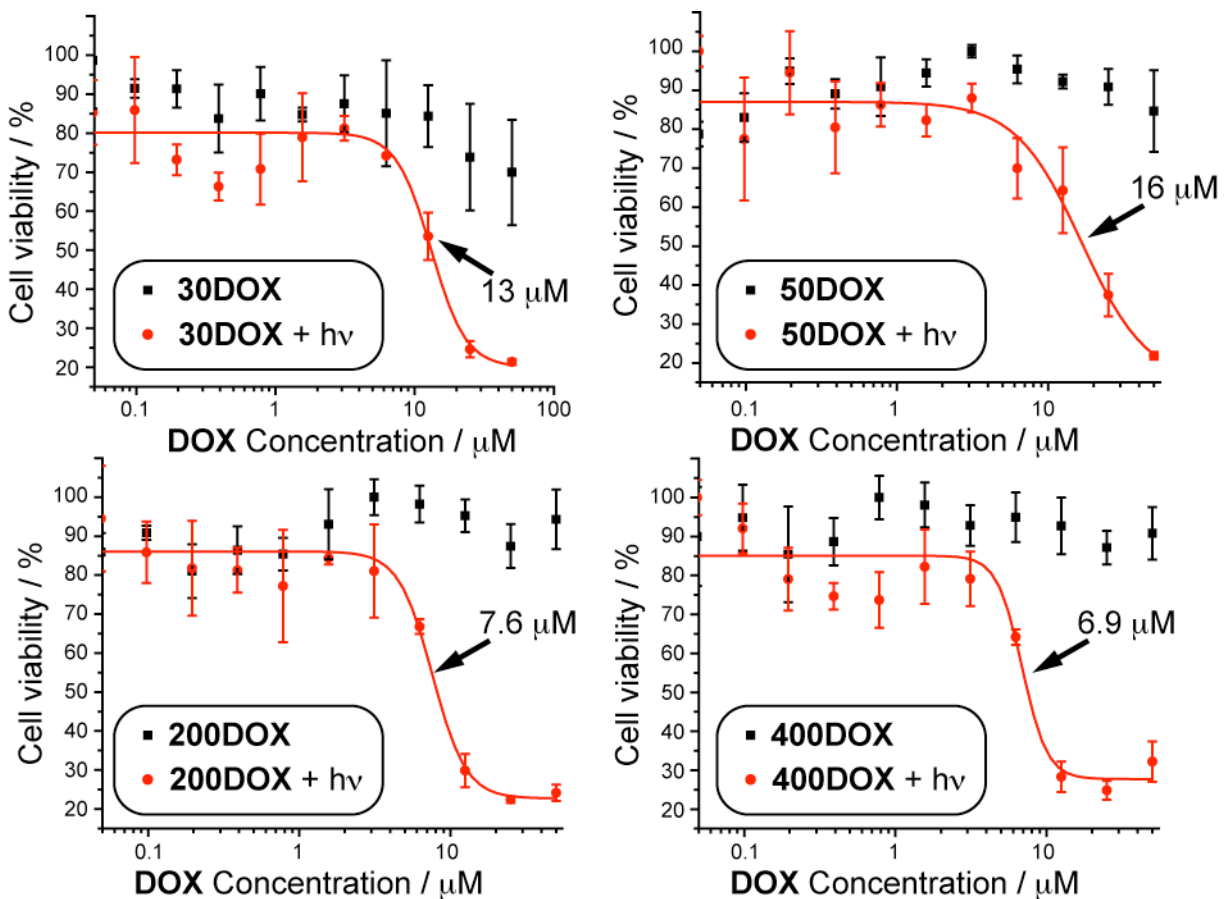 100
90
80
70
60
50
40
30
20
Cell viability / %
13 μM
30DOX
30DOX + hν
0.1
1
10
100
DOX Concentration / μM
100
90
80
70
60
50
40
30
20
Cell viability / %
16 μM
50DOX
50DOX + hν
0.1
1
10
DOX Concentration / μM
100
90
80
70
60
50
40
30
20
Cell viability / %
7.6 μM
200DOX
200DOX + hν
0.1
1
10
DOX Concentration / μM
100
90
80
70
60
50
40
30
20
Cell viability / %
6.9 μM
400DOX
400DOX + hν
0.1
1
10
DOX Concentration / μM